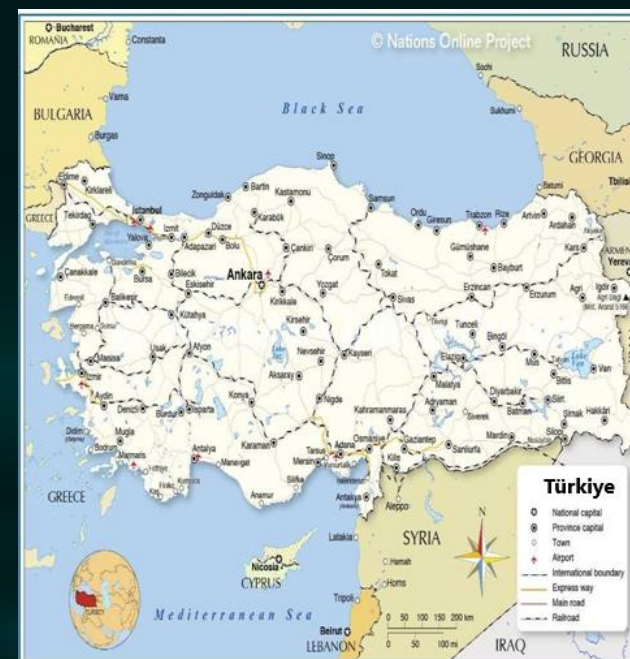 © Nations Online Project
Bucharest
ROMANIA
Constanta
RUSSIA
Sochi
Varna
BULGARIA
Black Sea
Sukhumi
Burgas
GEORGIA
Tbilisi
Sinop
Batumi
Edirne
Kirklareli
Zonguldak
Bartin
Kastamonu
Samsun
Ordu
Giresun
Trabzon
Rize
Artvin
Ardahan
GREECE
Tekirdag
Istanbul
Izmit
Düzce
Karabük
Kars
Yalova
Adapazari
Bolu
Çankiri
Çorum
Tokat
Gümüshane
Bayburt
Çanakkale
Bursa
Bilecik
Eskisehir
Ankara
Kirikkale
Yozgat
Sivas
Erzincan
Erzurum
Agri
Igdir
Balikesir
Kütahya
Kirsehir
Tunceli
Bingöl
Manisa
Usak
Afyon
Nevsehir
Kayseri
Elazig
Mus
Van
Izmir
Aksaray
Malatya
Bitlis
Aydin
Denizli
Burdur
Isparta
Konya
Nigde
Kahramanmaras
Adryaman
Siverek
Diyarbakir
Batman
Siirt
Hakkâri
Didim
Mugla
Karaman
Osmaniye
Gaziantep
Sanliurfa
Mardin
Sirnak
Silopi
Bodrum
Marmaris
Antalya
Manavgat
Tarsus
Adana
Mersin
Kilis
GREECE
Anamur
Silifke
Antakya
Aleppo
Türkiye
National capital
Province capital
Town
Airport
International boundary
Express way
Main road
Railroad
Latakia
SYRIA
Nicosia
CYPRUS
Hamah
Homs
Tripoli
TURKEY
Mediterranean Sea
Beirut
LEBANON
0 50 100 150 200 km
0 50 100 mi
IRAQ